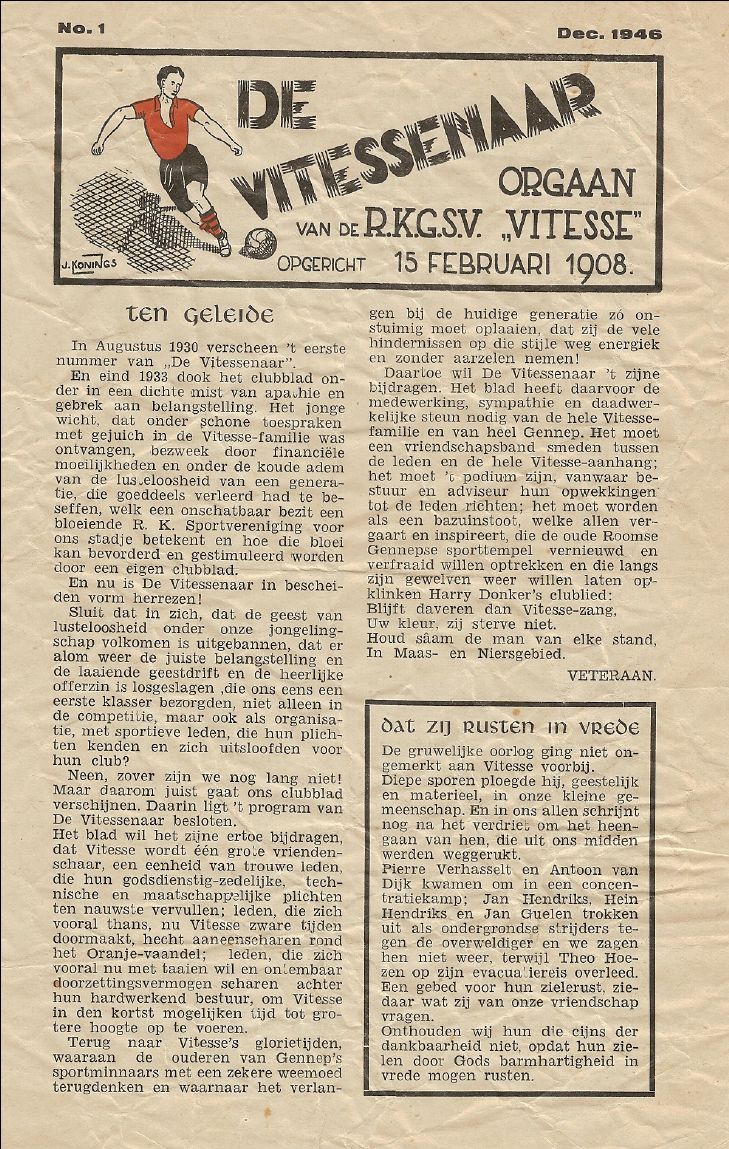 No. 1
Dec. 1946
DE
VITESSENAAR
ORGAAN
VAN DE R.K.G.S.V. „VITESSE”
OPGERICHT 15 FEBRUARI 1908.
J. KONINGS
Ten Geleide
In Augustus 1930 verscheen 't eerste
nummer van „De Vitessenaar”.
En eind 1933 dook het clubblad on-
der in een dichte mist van apathie en
gebrek aan belangstelling. Het jonge
wicht, dat onder schone toespraken
met gejuich in de Vitesse-familie was
ontvangen, bezweek door financiële
moeilijkheden en onder de koude adem
van de lusteloosheid van een genera-
tie, die goeddeels verleerd had te be-
seffen, welk een onschatbaar bezit een
bloeiende R. K. Sportvereniging voor
ons stadje betekent en hoe die bloei
kan bevorderd en gestimuleerd worden
door een eigen clubblad.
En nu is De Vitessenaar in beschei-
den vorm herrezen!
Sluit dat in zich, dat de geest van
lusteloosheid onder onze jongeling-
schap volkomen is uitgebannen, dat er
alom weer de juiste belangstelling en
de laaiende geestdrift en de heerlijke
offerzin is losgeslagen ,die ons eens een
eerste klasser bezorgden, niet alleen in
de competitie, maar ook als organisa-
tie, met sportieve leden, die hun plich-
ten kenden en zich uitsloofden voor
hun club?
Neen, zover zijn we nog lang niet!
Maar daarom juist gaat ons clubblad
verschijnen. Daarin ligt 't program van
De Vitessenaar besloten.
Het blad wil het zijne ertoe bijdragen,
dat Vitesse wordt één grote vrienden-
schaar, een eenheid van trouwe leden,
die hun godsdienstig-zedelijke, tech-
nische en maatschappelijke plichten
ten nauwste vervullen; leden, die zich
vooral thans, nu Vitesse zware tijden
doormaakt, hecht aaneenscharen rond
het Oranje-vaandel; leden, die zich
vooral nu met taaien wil en ontembaar
doorzettingsvermogen scharen achter
hun hardwerkend bestuur, om Vitesse
in den kortst mogelijken tijd tot gro-
tere hoogte op te voeren.
Terug naar Vitesse's glorietijden,
waaraan de ouderen van Gennep's
sportminnaars met een zekere weemoed
terugdenken en waarnaar het verlan-
gen bij de huidige generatie zó on-
stuimig moet oplaaien, dat zij de vele
hindernissen op die stijle weg energiek
en zonder aarzelen nemen!
Daartoe wil De Vitessenaar 't zijne
bijdragen. Het blad heeft daarvoor de
medewerking, sympathie en daadwer-
kelijke steun nodig van de hele Vitesse-
familie en van heel Gennep. Het moet
een vriendschapsband smeden tussen
de leden en de hele Vitesse-aanhang;
het moet 't podium zijn, vanwaar be-
stuur en adviseur hun opwekkingen
tot de leden richten; het moet worden
als een bazuinstoot, welke allen ver-
gaart en inspireert, die de oude Roomse
Gennepse sporttempel vernieuwd en
verfraaid willen optrekken en die langs
zijn gewelven weer willen laten op-
klinken Harry Donker's clublied:
Blijft daveren dan Vitesse-zang,
Uw kleur, zij sterve niet.
Houd sâam de man van elke stand,
In Maas- en Niersgebied.
VETERAAN.
Dat zij rusten in vrede
De gruwelijke oorlog ging niet on-
gemerkt aan Vitesse voorbij.
Diepe sporen ploegde hij, geestelijk
en materieel, in onze kleine ge-
meenschap. En in ons allen schrijnt
nog na het verdriet om het heen-
gaan van hen, die uit ons midden
werden weggerukt.
Pierre Verhasselt en Antoon van
Dijk kwamen om in een concen-
tratiekamp; Jan Hendriks, Hein
Hendriks en Jan Guelen trokken
uit als ondergrondse strijders te-
gen de overweldiger en we zagen
hen niet weer, terwijl Theo Hoe-
zen op zijn evacuatiereis overleed.
Een gebed voor hun zielerust, zie-
daar wat zij van onze vriendschap
vragen.
Onthouden wij hun die cijns der
dankbaarheid niet, opdat hun zie-
len door Gods barmhartigheid in
vrede mogen rusten.